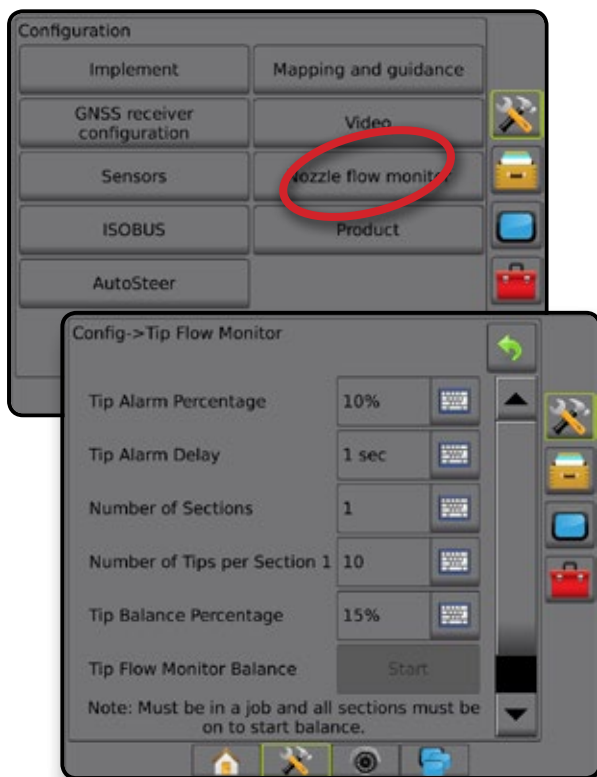 Configuration
Implement
Mapping and guidance
GNSS receiver
configuration
Video
Sensors
Nozzle flow monitor
ISOBUS
Product
AutoSteer
Config->Tip Flow Monitor
Tip Alarm Percentage
10%
Tip Alarm Delay
1 sec
Number of Sections
1
Number of Tips per Section 1
10
Tip Balance Percentage
15%
Tip Flow Monitor Balance
Start
Note: Must be in a job and all sections must be
on to start balance.